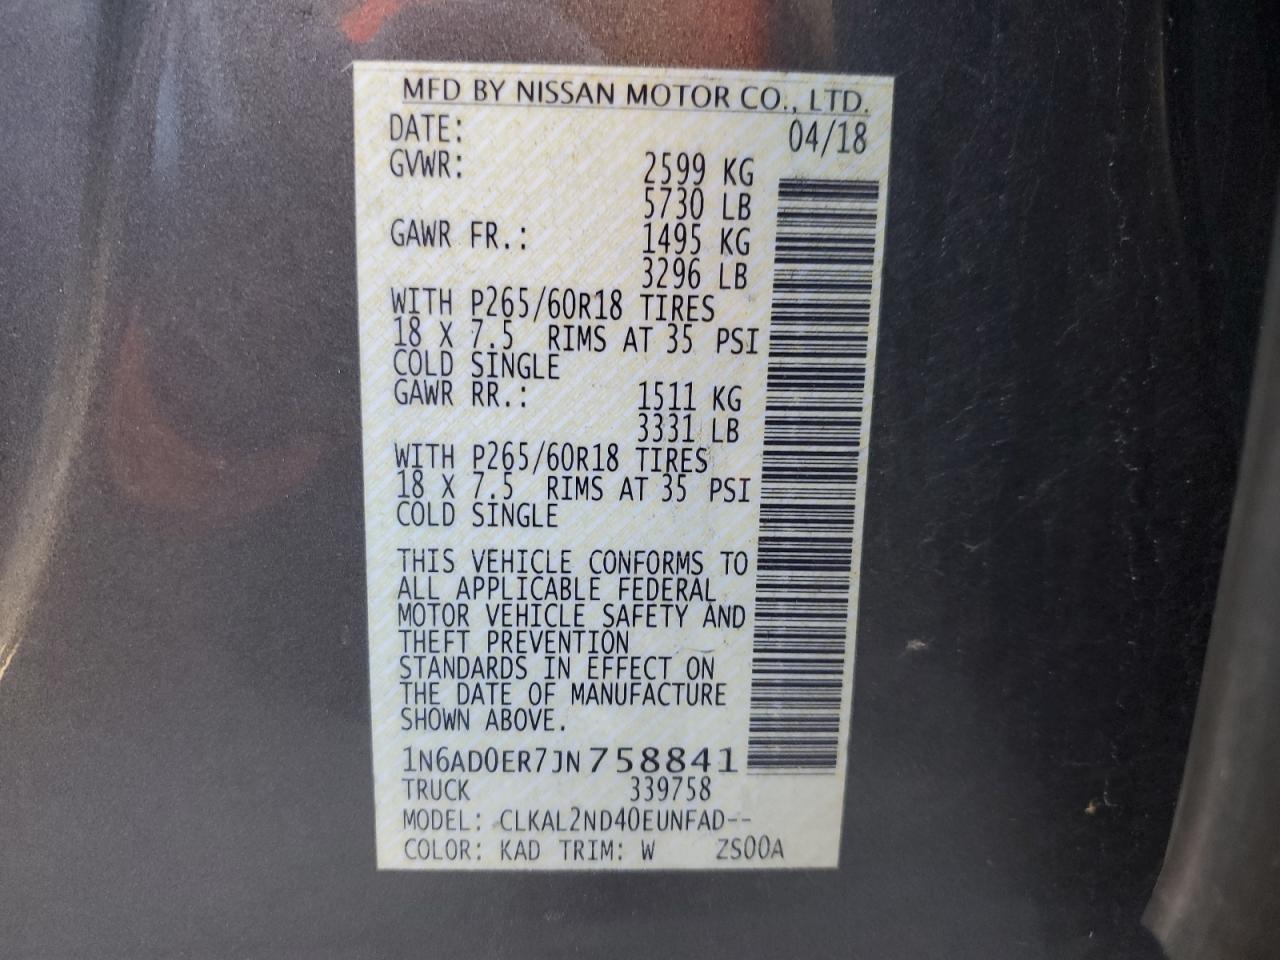 MFD BY NISSAN MOTOR CO., LTD.
DATE: 04/18
GVWR: 2599 KG
5730 LB
GAWR FR.: 1495 KG
3296 LB
WITH P265/60R18 TIRES
18 X 7.5 RIMS AT 35 PSI
COLD SINGLE
GAWR RR.: 1511 KG
3331 LB
WITH P265/60R18 TIRES
18 X 7.5 RIMS AT 35 PSI
COLD SINGLE
THIS VEHICLE CONFORMS TO
ALL APPLICABLE FEDERAL
MOTOR VEHICLE SAFETY AND
THEFT PREVENTION
STANDARDS IN EFFECT ON
THE DATE OF MANUFACTURE
SHOWN ABOVE.
1N6AD0ER7JN758841
TRUCK 339758
MODEL: CLKAL2ND40EUNFAD--
COLOR: KAD TRIM: W ZS00A